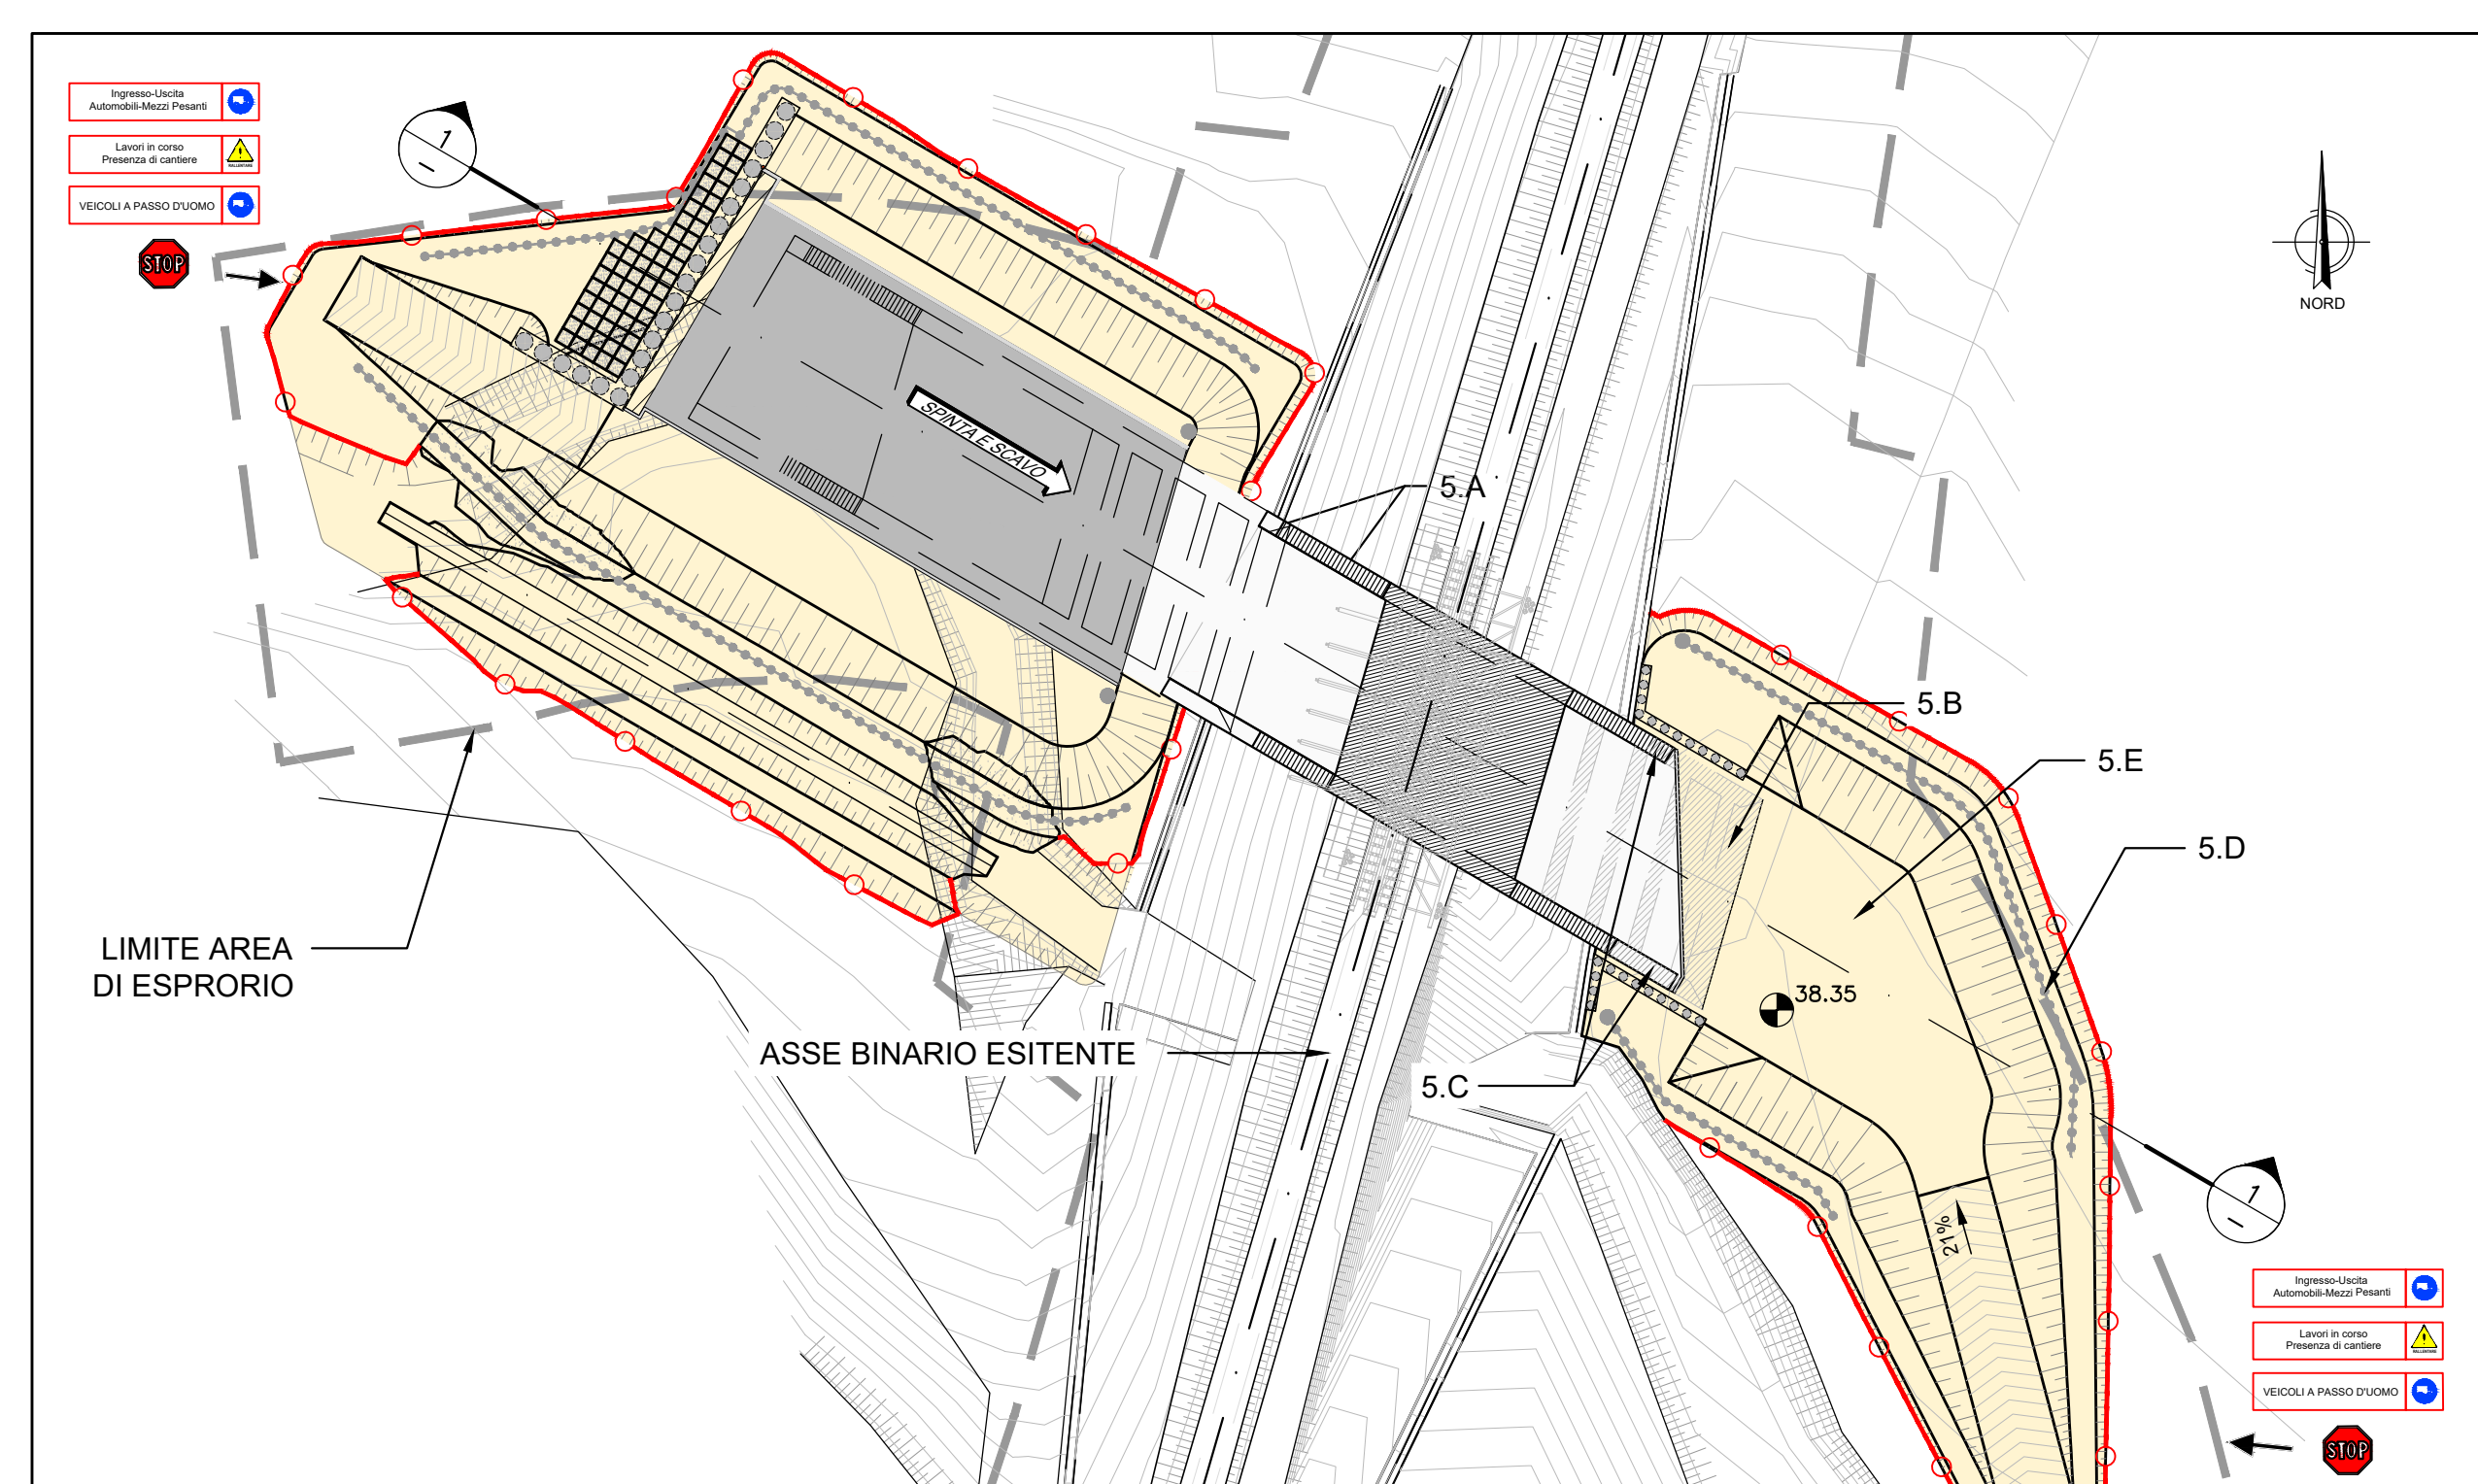 Ingresso-Uscita
Automobili-Mezzi Pesanti
Lavori in corso
Presenza di cantiere
RALLENTARE
VEICOLI A PASSO D'UOMO
STOP
1
NORD
SPINTA E SCAVO
5.A
5.B
5.E
5.D
LIMITE AREA
DI ESPRORIO
38.35
ASSE BINARIO ESITENTE
5.C
1
21%
Ingresso-Uscita
Automobili-Mezzi Pesanti
Lavori in corso
Presenza di cantiere
RALLENTARE
VEICOLI A PASSO D'UOMO
STOP